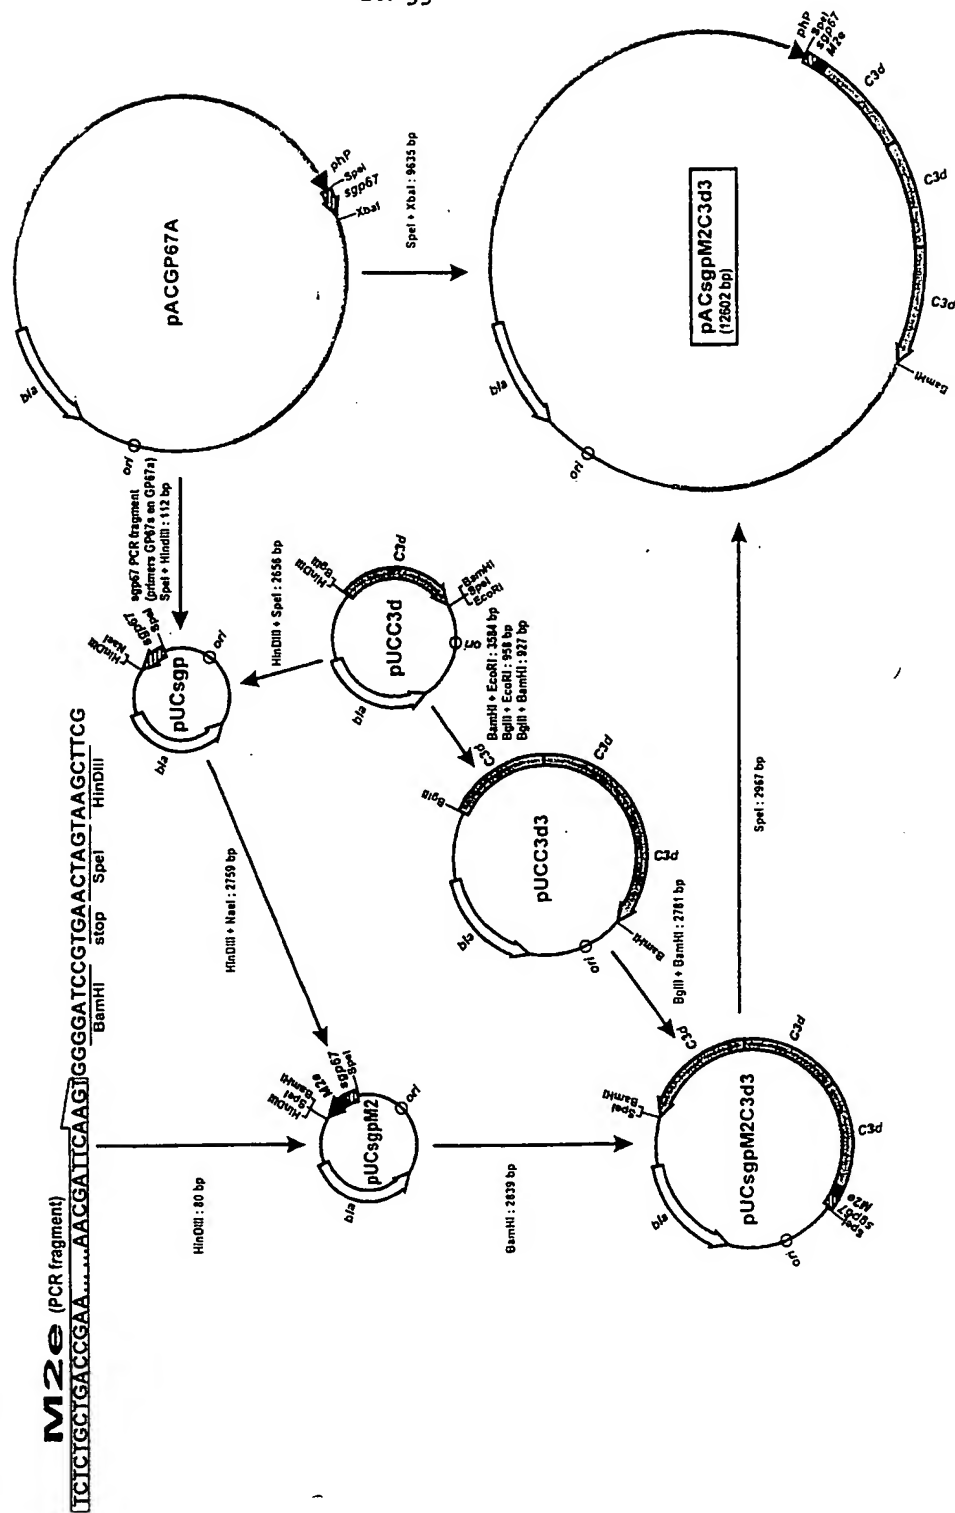 M2e (PCR fragment)
TCTCTGCTGACCGAA......AACGATTCAAGTGGGGATCCGTGAACTAGTAAGCTTCG
BamHI stop SpeI HinDIII
HinDIII : 80 bp
HinDIII + NaeI : 2759 bp
pACGP67A
bla
ori
phP
SpeI
sgp67
XbaI
sgp67 PCR fragment
(primers GP67s en GP67a)
SpeI + HindIII : 112 bp
SpeI + XbaI : 9635 bp
pUCsgp
bla
HinDIII
NaeI
sgp67
SpeI
ori
HinDIII + SpeI : 2656 bp
pUCC3d
bla
HinDIII
BglII
C3d
BamHI
SpeI
EcoRI
ori
BamHI + EcoRI : 3584 bp
BglII + EcoRI : 958 bp
BglII + BamHI : 927 bp
pUCC3d3
bla
BglII
C3d
C3d
C3d
BamHI
ori
BglII + BamHI : 2781 bp
pUCsgpM2
bla
HinDIII
SpeI
BamHI
M2e
sgp67
SpeI
ori
BamHI : 2839 bp
pUCsgpM2C3d3
bla
SpeI
BamHI
C3d
C3d
C3d
M2e
sgp67
SpeI
ori
SpeI : 2967 bp
pACsgpM2C3d3
(12602 bp)
bla
ori
phP
SpeI
sgp67
M2e
C3d
C3d
C3d
BamHI